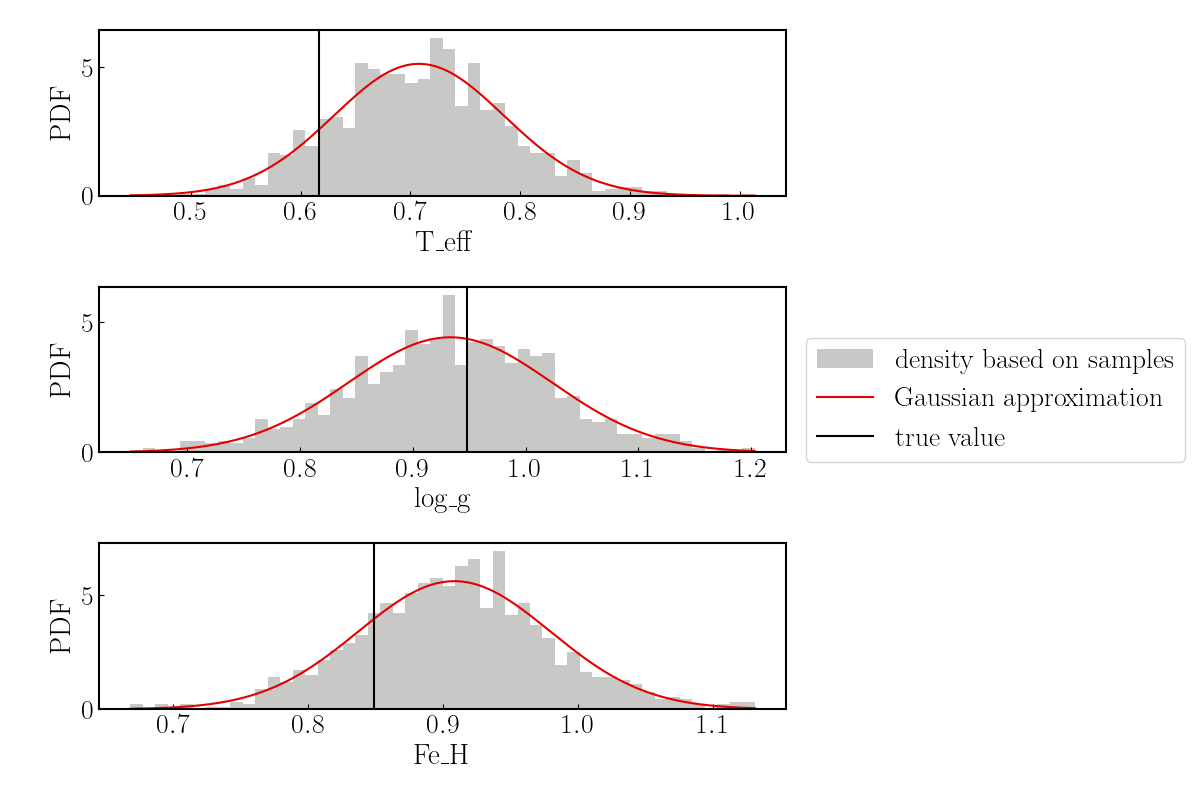 PDF
5
0
0.5 0.6 0.7 0.8 0.9 1.0
T_eff
PDF
5
0
0.7 0.8 0.9 1.0 1.1 1.2
log_g
density based on samples
Gaussian approximation
true value
PDF
5
0
0.7 0.8 0.9 1.0 1.1
Fe_H